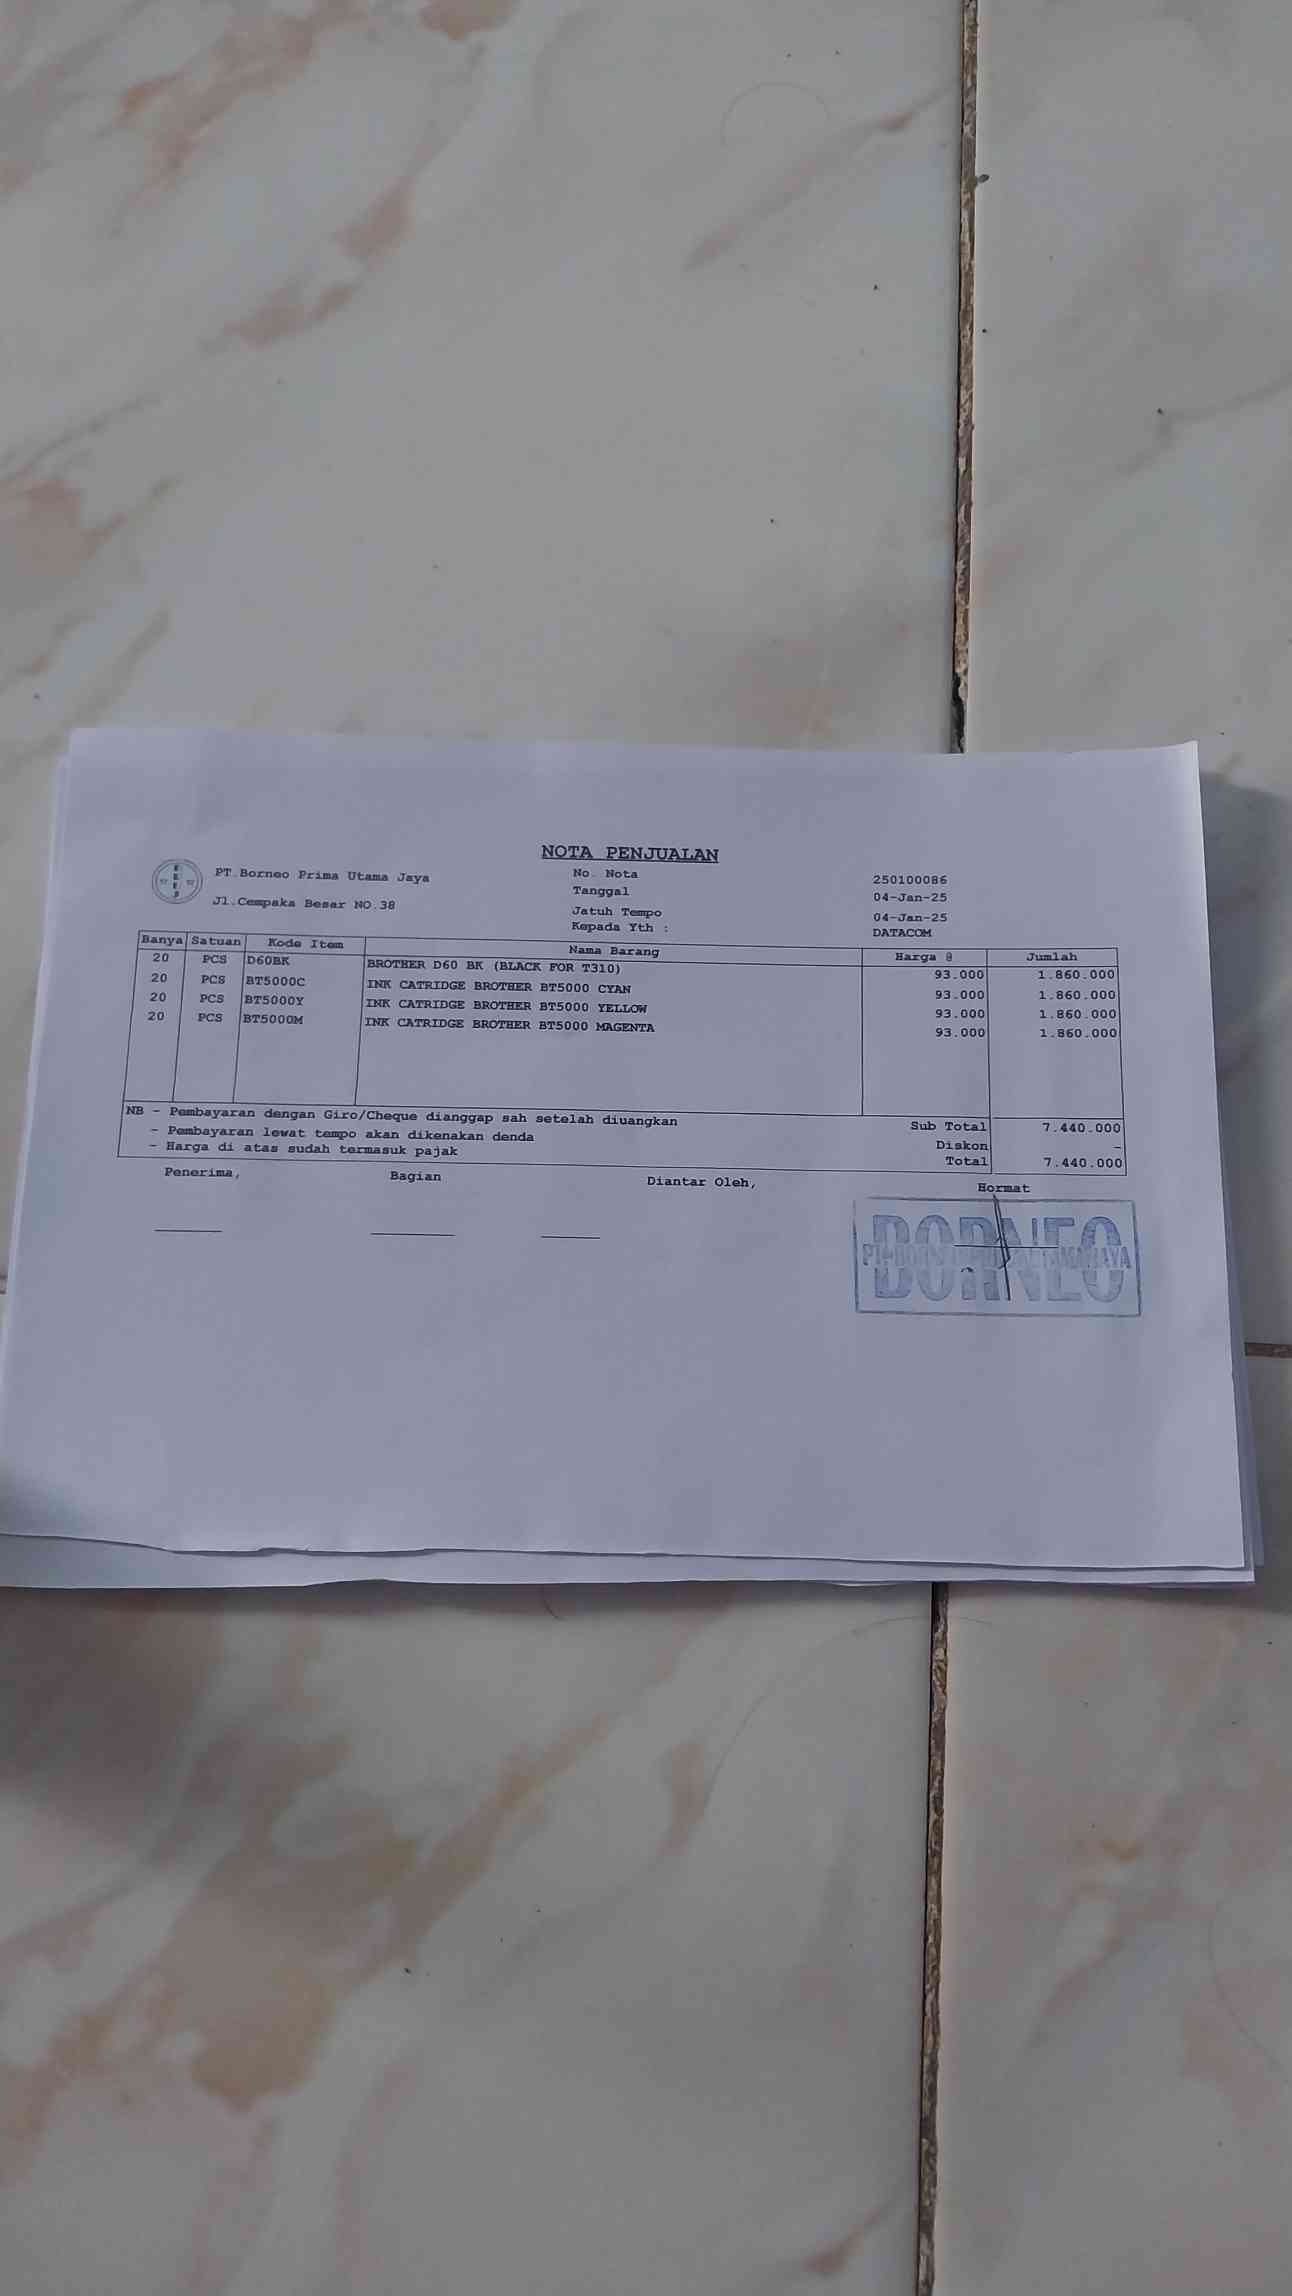 NOTA PENJUALAN
PT.Borneo Prima Utama Jaya
Jl.Cempaka Besar NO.38
No. Nota 250100086
Tanggal 04-Jan-25
Jatuh Tempo 04-Jan-25
Kepada Yth : DATACOM
Banya Satuan Kode Item Nama Barang Harga @ Jumlah
20 PCS D60BK BROTHER D60 BK (BLACK FOR T310) 93.000 1.860.000
20 PCS BT5000C INK CATRIDGE BROTHER BT5000 CYAN 93.000 1.860.000
20 PCS BT5000Y INK CATRIDGE BROTHER BT5000 YELLOW 93.000 1.860.000
20 PCS BT5000M INK CATRIDGE BROTHER BT5000 MAGENTA 93.000 1.860.000
NB - Pembayaran dengan Giro/Cheque dianggap sah setelah diuangkan
- Pembayaran lewat tempo akan dikenakan denda
- Harga di atas sudah termasuk pajak
Sub Total 7.440.000
Diskon -
Total 7.440.000
Penerima, Bagian Diantar Oleh, Hormat
BORNEO